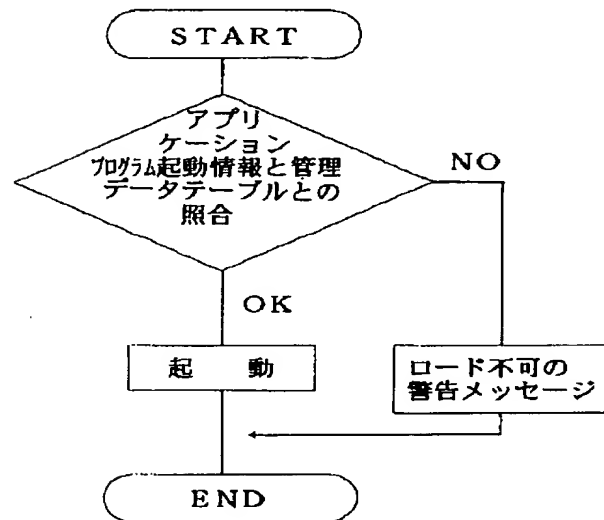 START
アプリ
ケーション
プログラム起動情報と管理
データテーブルとの
照合
NO
OK
起 動
ロード不可の
警告メッセージ
END